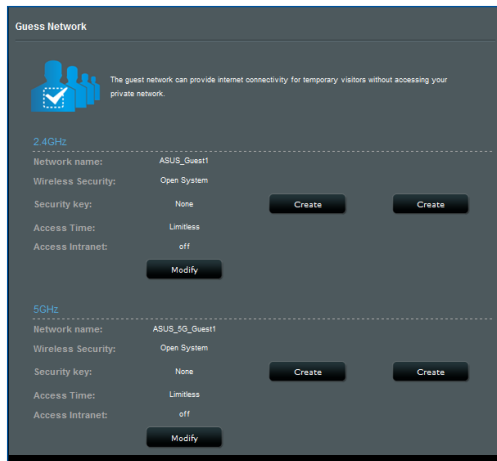 Guess Network
The guest network can provide internet connectivity for temporary visitors without accessing your
private network.
2.4GHz
Network name: ASUS_Guest1
Wireless Security: Open System
Security key: None Create Create
Access Time: Limitless
Access Intranet: off
Modify
5GHz
Network name: ASUS_5G_Guest1
Wireless Security: Open System
Security key: None Create Create
Access Time: Limitless
Access Intranet: off
Modify